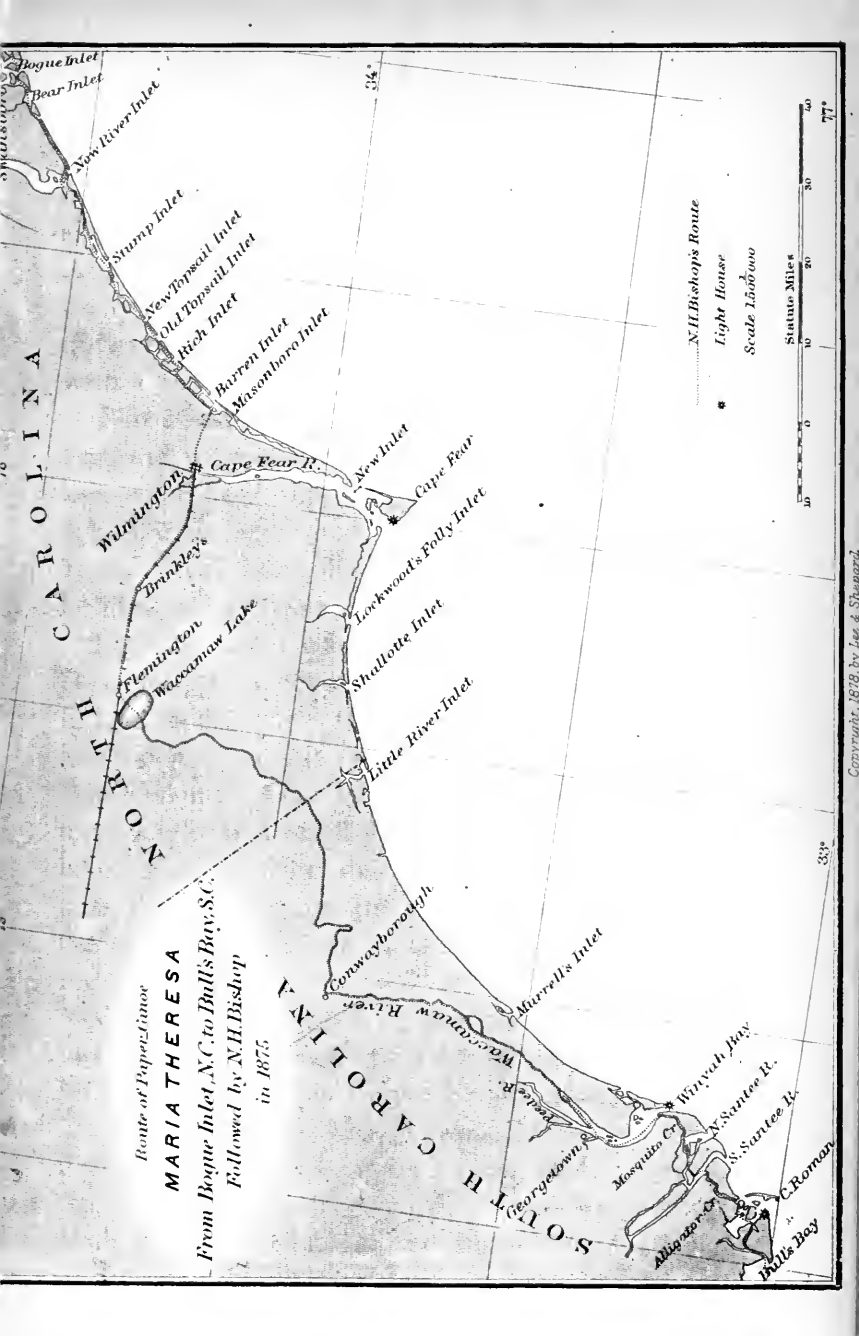 Route of Paper Canoe
MARIA THERESA
From Bogue Inlet, N.C. to Bull's Bay, S.C.
Followed by N.H. Bishop
in 1875
NORTH CAROLINA
SOUTH CAROLINA
Bogue Inlet
Bear Inlet
New River Inlet
Stump Inlet
New Topsail Inlet
Old Topsail Inlet
Rich Inlet
Barren Inlet
Masonboro Inlet
Cape Fear R.
Wilmington
Brinkleys
Flemington
Waccamaw Lake
New Inlet
Cape Fear
Lockwood's Folly Inlet
Shallotte Inlet
Little River Inlet
Conwayborough
Waccamaw River
Murrell's Inlet
Peedee R.
Georgetown
Winyah Bay
Mosquito Cr.
N. Santee R.
S. Santee R.
Alligator Cr.
C. Roman
Bull's Bay
34°
77°
33°
N.H. Bishop's Route
Light House
Scale 1/1.500 000
Statute Miles
10 0 10 20 30 40
Copyright, 1878, by Lee & Shepard